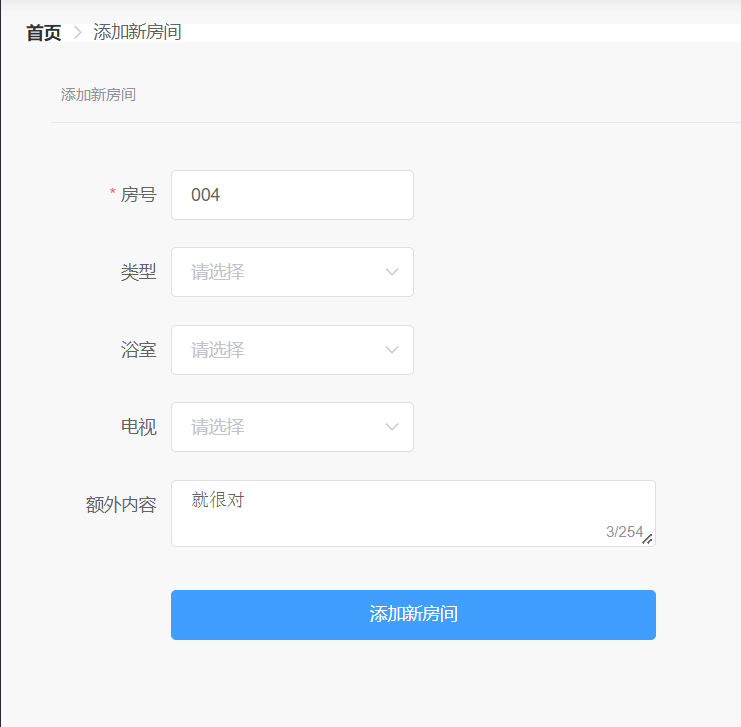 首页 > 添加新房间
添加新房间
* 房号 004
类型 请选择
浴室 请选择
电视 请选择
额外内容 就很对
3/254
添加新房间